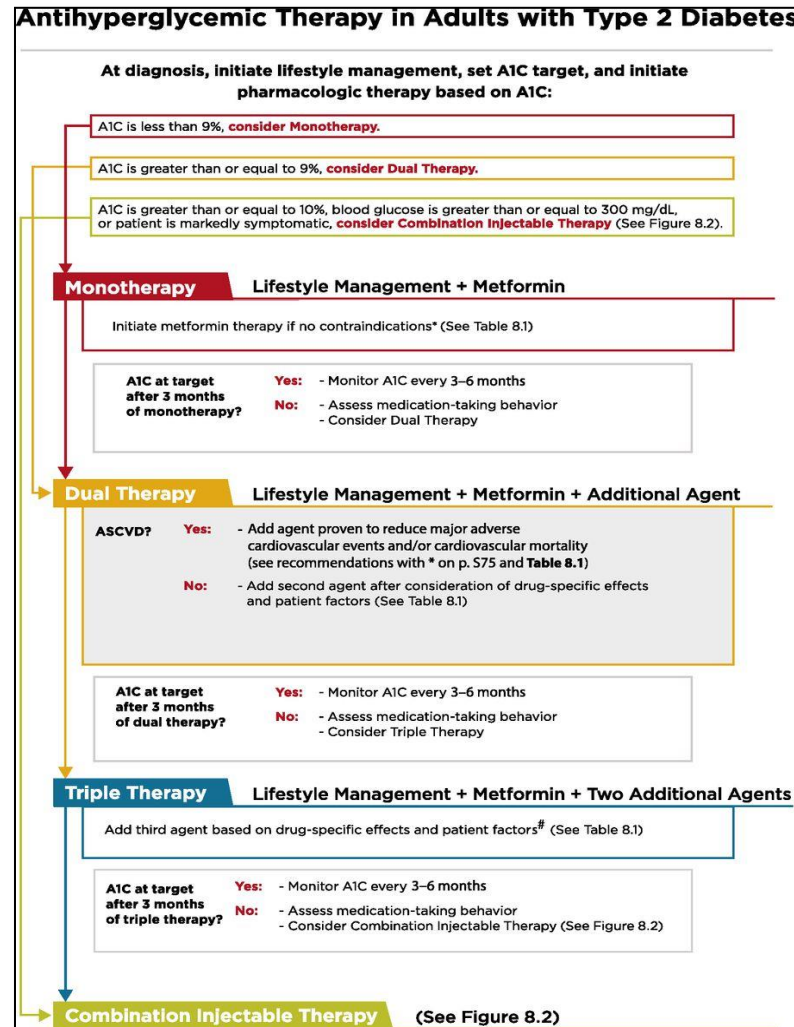 Antihyperglycemic Therapy in Adults with Type 2 Diabetes
At diagnosis, initiate lifestyle management, set A1C target, and initiate
pharmacologic therapy based on A1C:
A1C is less than 9%, consider Monotherapy.
A1C is greater than or equal to 9%, consider Dual Therapy.
A1C is greater than or equal to 10%, blood glucose is greater than or equal to 300 mg/dL,
or patient is markedly symptomatic, consider Combination Injectable Therapy (See Figure 8.2).
Monotherapy Lifestyle Management + Metformin
Initiate metformin therapy if no contraindications* (See Table 8.1)
A1C at target
after 3 months
of monotherapy?
Yes: - Monitor A1C every 3–6 months
No: - Assess medication-taking behavior
- Consider Dual Therapy
Dual Therapy Lifestyle Management + Metformin + Additional Agent
ASCVD? Yes: - Add agent proven to reduce major adverse
cardiovascular events and/or cardiovascular mortality
(see recommendations with * on p. S75 and Table 8.1)
No: - Add second agent after consideration of drug-specific effects
and patient factors (See Table 8.1)
A1C at target
after 3 months
of dual therapy?
Yes: - Monitor A1C every 3–6 months
No: - Assess medication-taking behavior
- Consider Triple Therapy
Triple Therapy Lifestyle Management + Metformin + Two Additional Agents
Add third agent based on drug-specific effects and patient factors# (See Table 8.1)
A1C at target
after 3 months
of triple therapy?
Yes: - Monitor A1C every 3–6 months
No: - Assess medication-taking behavior
- Consider Combination Injectable Therapy (See Figure 8.2)
Combination Injectable Therapy (See Figure 8.2)